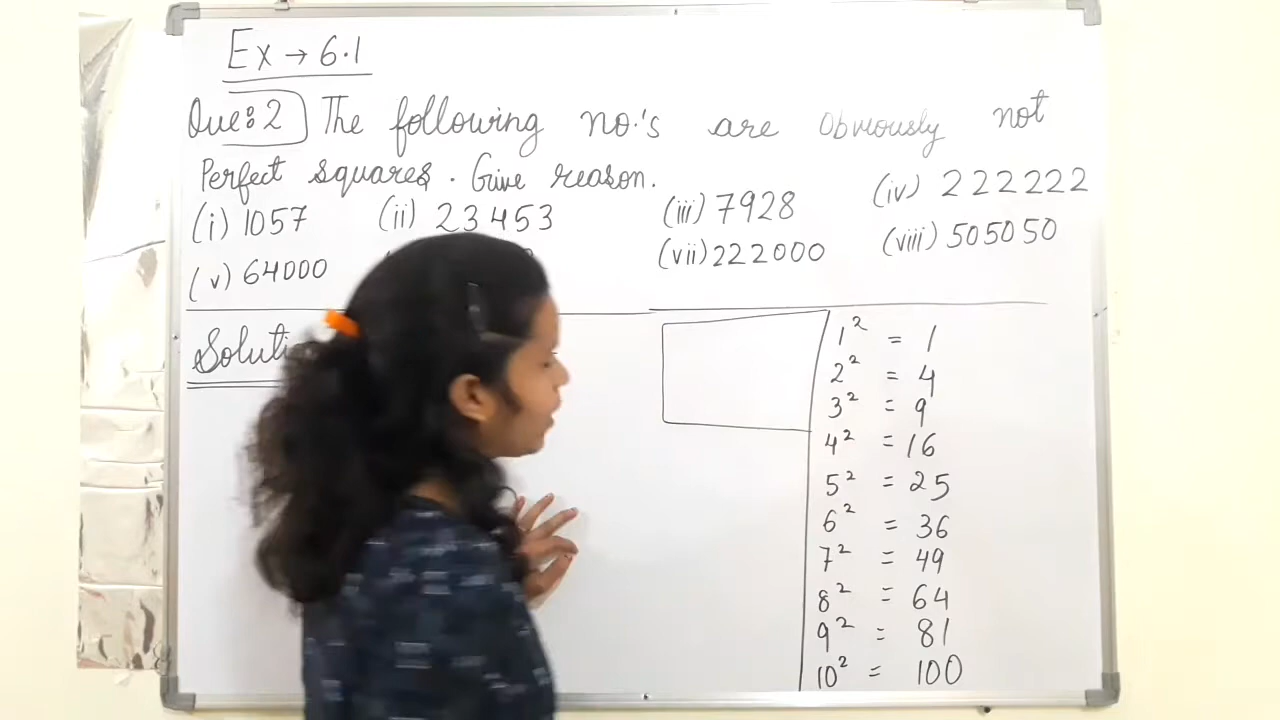 Ex → 6.1
Que:2 The following no.'s are Obviously not
Perfect squares. Give reason.
(i) 1057 (ii) 23453 (iii) 7928 (iv) 222222
(v) 64000 (vii) 222000 (viii) 505050
1² = 1
2² = 4
3² = 9
4² = 16
5² = 25
6² = 36
7² = 49
8² = 64
9² = 81
10² = 100